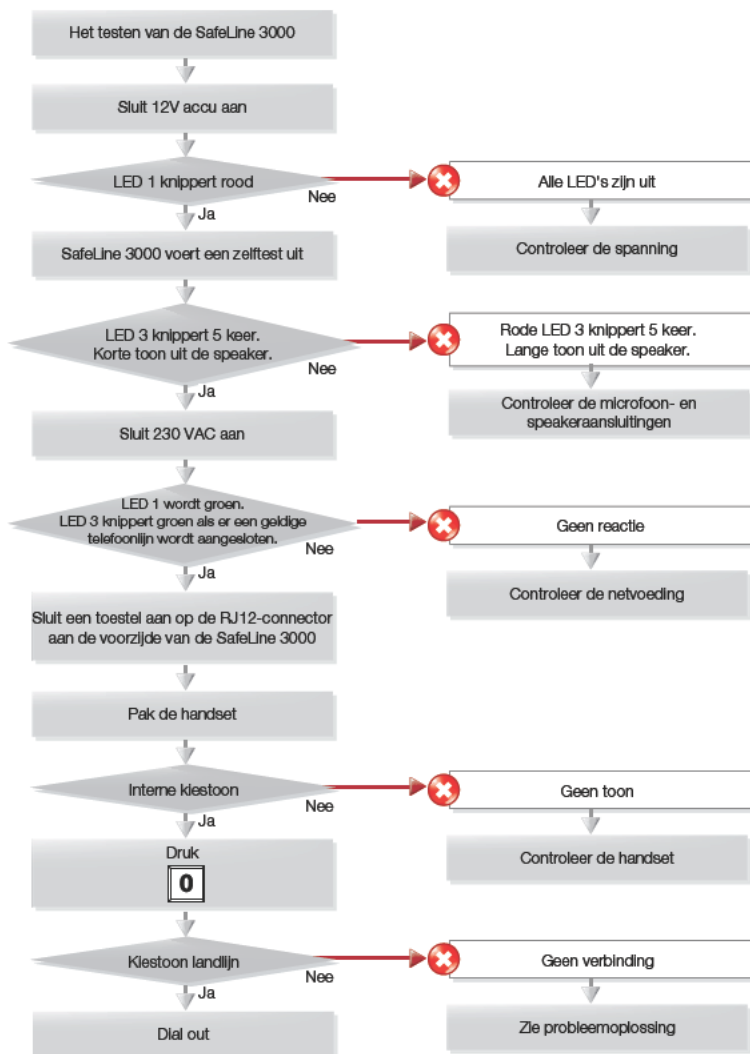 Het testen van de SafeLine 3000
Sluit 12V accu aan
LED 1 knippert rood
Nee
Alle LED's zijn uit
Ja
Controleer de spanning
SafeLine 3000 voert een zelftest uit
LED 3 knippert 5 keer.
Korte toon uit de speaker.
Nee
Rode LED 3 knippert 5 keer.
Lange toon uit de speaker.
Ja
Controleer de microfoon- en
speakeraansluitingen
Sluit 230 VAC aan
LED 1 wordt groen.
LED 3 knippert groen als er een geldige
telefoonlijn wordt aangesloten.
Nee
Geen reactie
Ja
Controleer de netvoeding
Sluit een toestel aan op de RJ12-connector
aan de voorzijde van de SafeLine 3000
Pak de handset
Interne kiestoon
Nee
Geen toon
Ja
Controleer de handset
Druk
0
Kiestoon landlijn
Nee
Geen verbinding
Ja
Zie probleemoplossing
Dial out